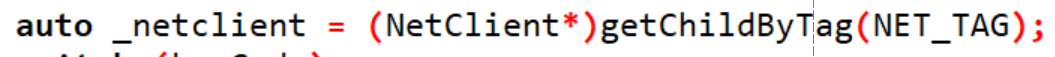 auto _netclient = (NetClient*)getChildByTag(NET_TAG);